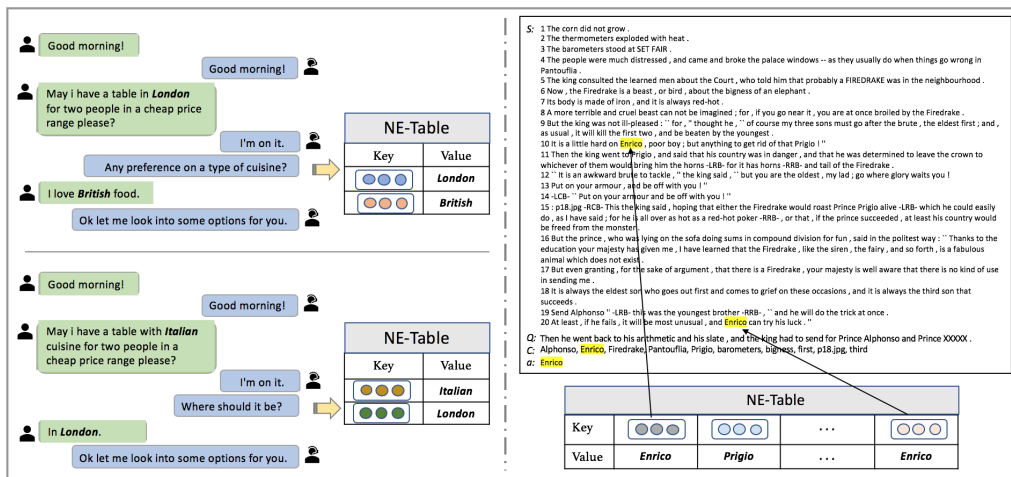 Good morning!
Good morning!
May i have a table in London
for two people in a cheap price
range please?
I'm on it.
Any preference on a type of cuisine?
I love British food.
Ok let me look into some options for you.
NE-Table
Key Value
London
British
Good morning!
Good morning!
May i have a table with Italian
cuisine for two people in a
cheap price range please?
I'm on it.
Where should it be?
In London.
Ok let me look into some options for you.
NE-Table
Key Value
Italian
London
S: 1 The corn did not grow .
2 The thermometers exploded with heat .
3 The barometers stood at SET FAIR .
4 The people were much distressed , and came and broke the palace windows -- as they usually do when things go wrong in
Pantouflia .
5 The king consulted the learned men about the Court , who told him that probably a FIREDRAKE was in the neighbourhood .
6 Now , the Firedrake is a beast , or bird , about the bigness of an elephant .
7 Its body is made of iron , and it is always red-hot .
8 A more terrible and cruel beast can not be imagined ; for , if you go near it , you are at once broiled by the Firedrake .
9 But the king was not ill-pleased : `` for , '' thought he , `` of course my three sons must go after the brute , the eldest first ; and ,
as usual , it will kill the first two , and be beaten by the youngest .
10 It is a little hard on Enrico , poor boy ; but anything to get rid of that Prigio ! ''
11 Then the king went to Prigio , and said that his country was in danger , and that he was determined to leave the crown to
whichever of them would bring him the horns -LRB- for it has horns -RRB- and tail of the Firedrake .
12 `` It is an awkward brute to tackle , '' the king said , `` but you are the oldest , my lad ; go where glory waits you !
13 Put on your armour , and be off with you ! ''
14 -LCB- `` Put on your armour and be off with you ! ''
15 : p18.jpg -RCB- This the king said , hoping that either the Firedrake would roast Prince Prigio alive -LRB- which he could easily
do , as I have said ; for he is all over as hot as a red-hot poker -RRB- , or that , if the prince succeeded , at least his country would
be freed from the monster .
16 But the prince , who was lying on the sofa doing sums in compound division for fun , said in the politest way : `` Thanks to the
education your majesty has given me , I have learned that the Firedrake , like the siren , the fairy , and so forth , is a fabulous
animal which does not exist .
17 But even granting , for the sake of argument , that there is a Firedrake , your majesty is well aware that there is no kind of use
in sending me .
18 It is always the eldest son who goes out first and comes to grief on these occasions , and it is always the third son that
succeeds .
19 Send Alphonso '' -LRB- this was the youngest brother -RRB- , `` and he will do the trick at once .
20 At least , if he fails , it will be most unusual , and Enrico can try his luck . ''
Q: Then he went back to his arithmetic and his slate , and the king had to send for Prince Alphonso and Prince XXXXX .
C: Alphonso, Enrico, Firedrake, Pantouflia, Prigio, barometers, bigness, first, p18.jpg, third
a: Enrico
NE-Table
Key ...
Value Enrico Prigio ... Enrico